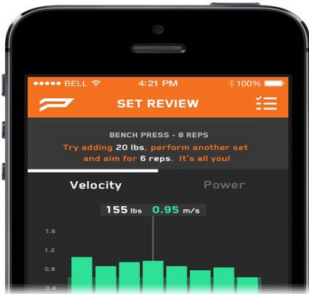 BELL 4:21 PM 100%
SET REVIEW
BENCH PRESS - 8 REPS
Try adding 20 lbs, perform another set
and aim for 6 reps. It's all you!
Velocity Power
155 lbs 0.95 m/s
1.6
1.2
0.8
0.4